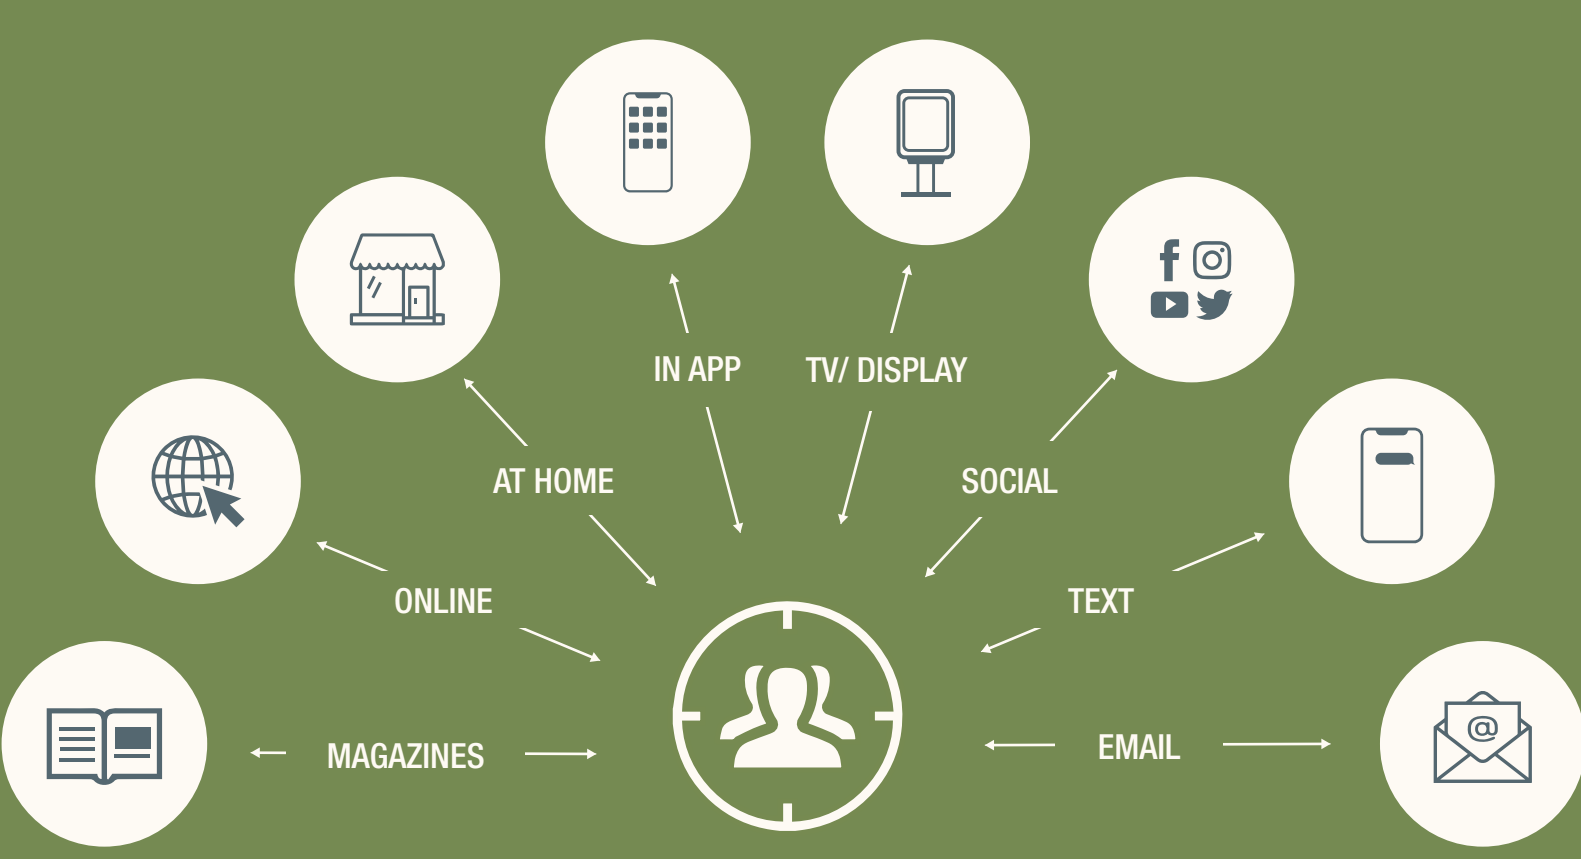 IN APP
TV/ DISPLAY
AT HOME
SOCIAL
ONLINE
TEXT
MAGAZINES
EMAIL
@